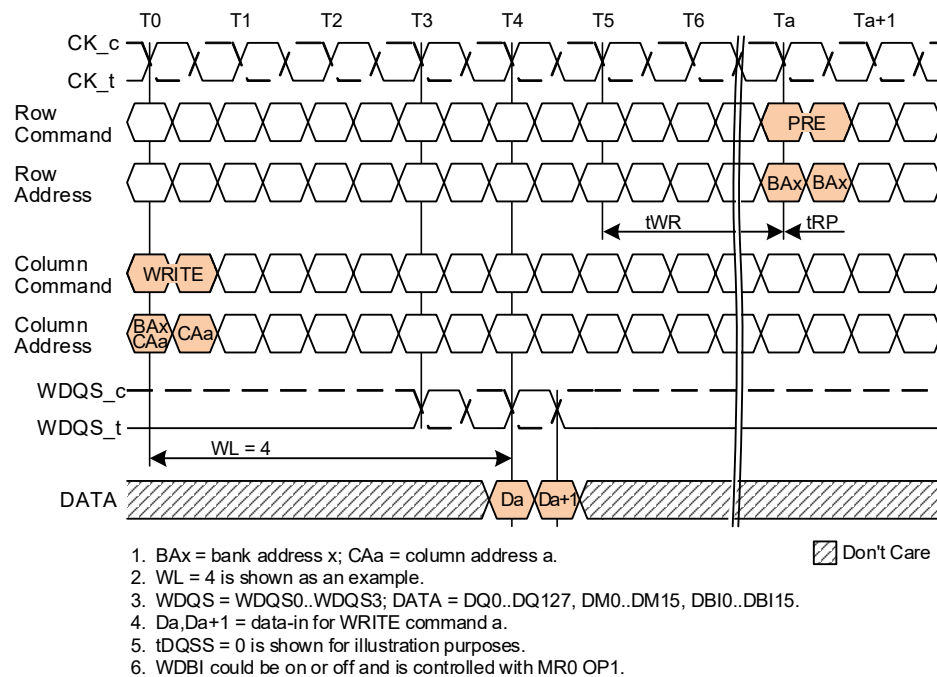 T0 T1 T2 T3 T4 T5 T6 Ta Ta+1
CK_c
CK_t
Row
Command
PRE
Row
Address
BAx BAx
tWR tRP
Column
Command
WRITE
Column
Address
BAx
CAa
CAa
WDQS_c
WDQS_t
WL = 4
DATA
Da Da+1
Don't Care
1. BAx = bank address x; CAa = column address a.
2. WL = 4 is shown as an example.
3. WDQS = WDQS0..WDQS3; DATA = DQ0..DQ127, DM0..DM15, DBI0..DBI15.
4. Da,Da+1 = data-in for WRITE command a.
5. tDQSS = 0 is shown for illustration purposes.
6. WDBI could be on or off and is controlled with MR0 OP1.